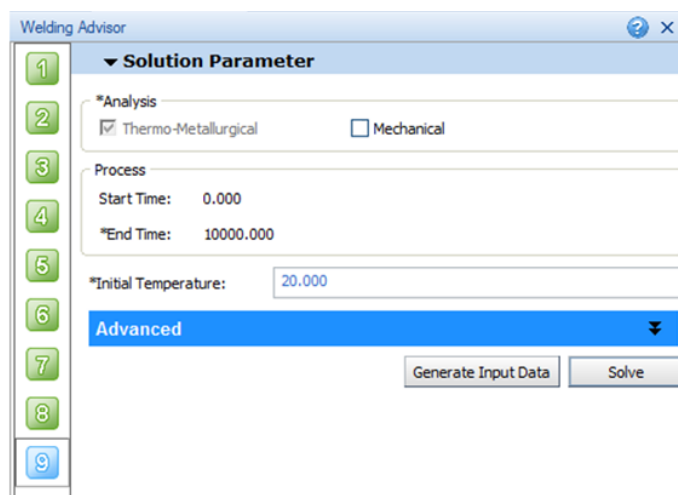 Welding Advisor
1
Solution Parameter
2
*Analysis
Thermo-Metallurgical Mechanical
3
Process
Start Time: 0.000
4
*End Time: 10000.000
5
*Initial Temperature: 20.000
6
Advanced
7
Generate Input Data Solve
8
9